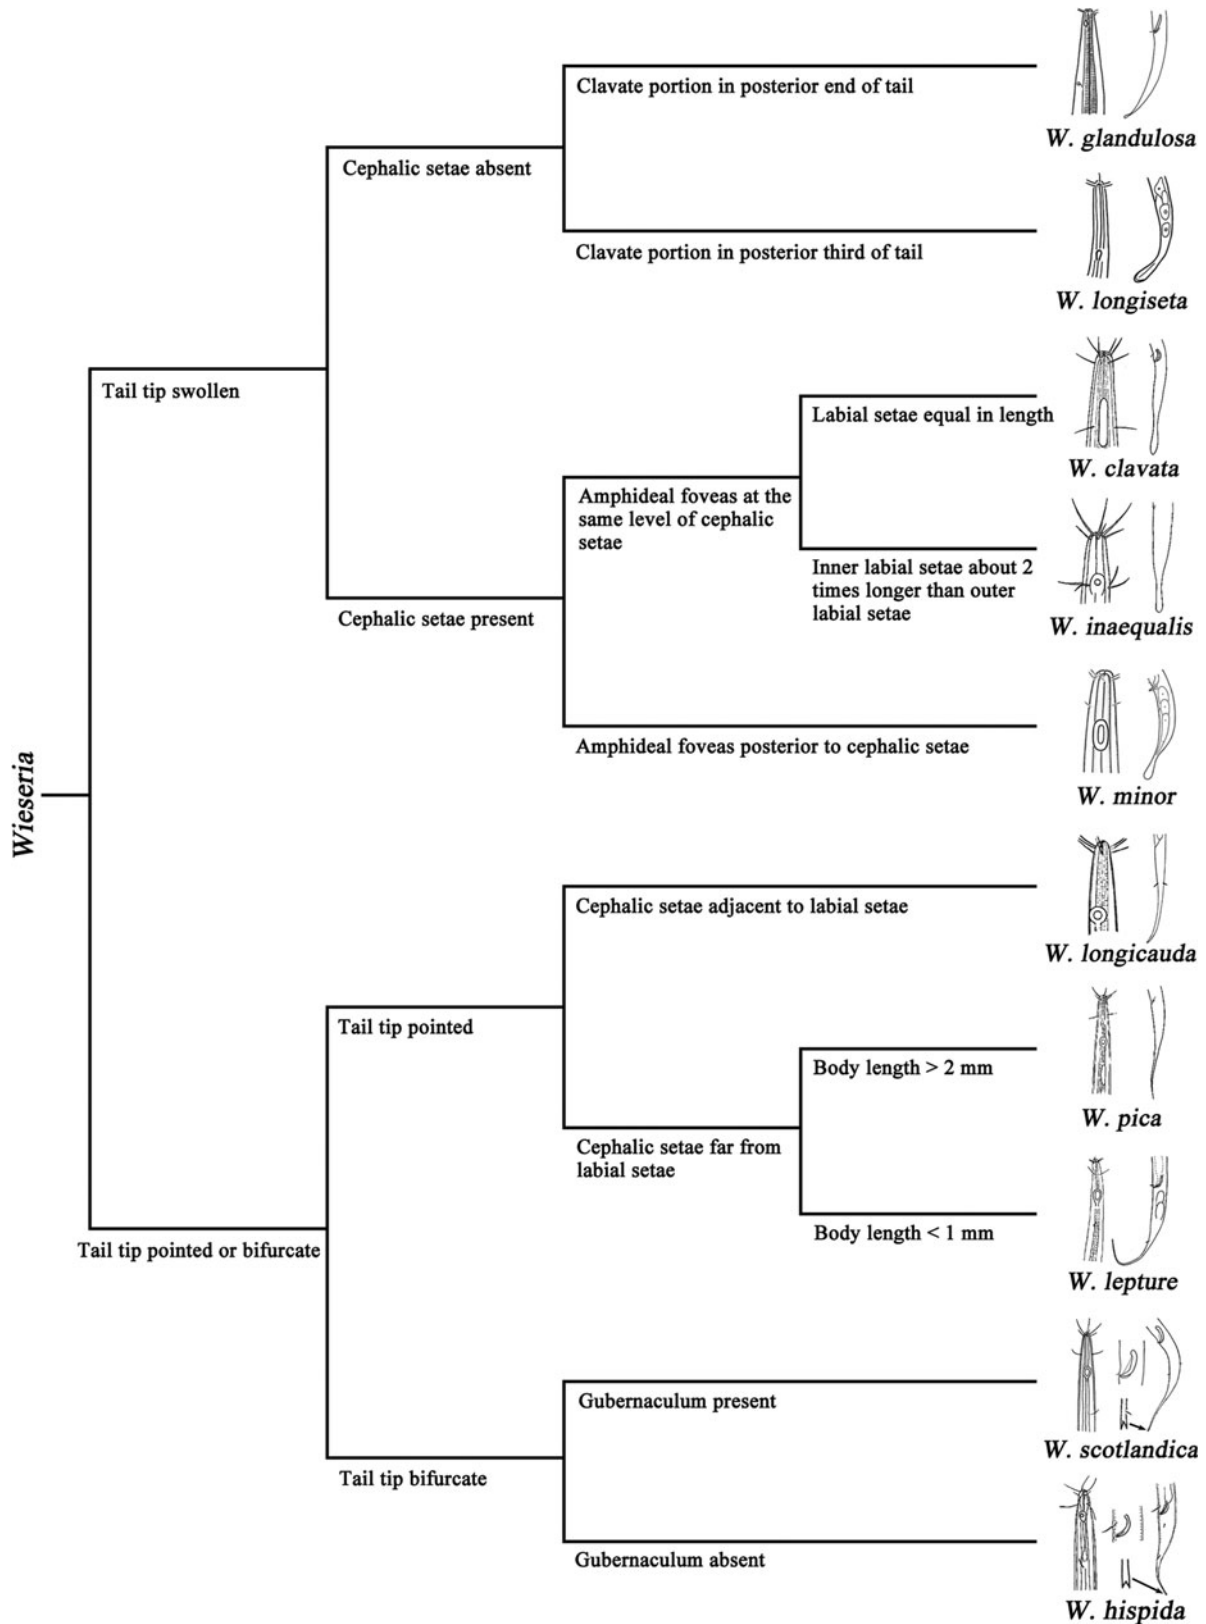 Clavate portion in posterior end of tail
W. glandulosa
Cephalic setae absent
Clavate portion in posterior third of tail
W. longiseta
Tail tip swollen
Labial setae equal in length
W. clavata
Amphideal foveas at the
same level of cephalic
setae
Inner labial setae about 2
times longer than outer
labial setae
W. inaequalis
Cephalic setae present
Amphideal foveas posterior to cephalic setae
W. minor
Wieseria
Cephalic setae adjacent to labial setae
W. longicauda
Tail tip pointed
Body length > 2 mm
W. pica
Cephalic setae far from
labial setae
Body length < 1 mm
W. lepture
Tail tip pointed or bifurcate
Gubernaculum present
W. scotlandica
Tail tip bifurcate
Gubernaculum absent
W. hispida